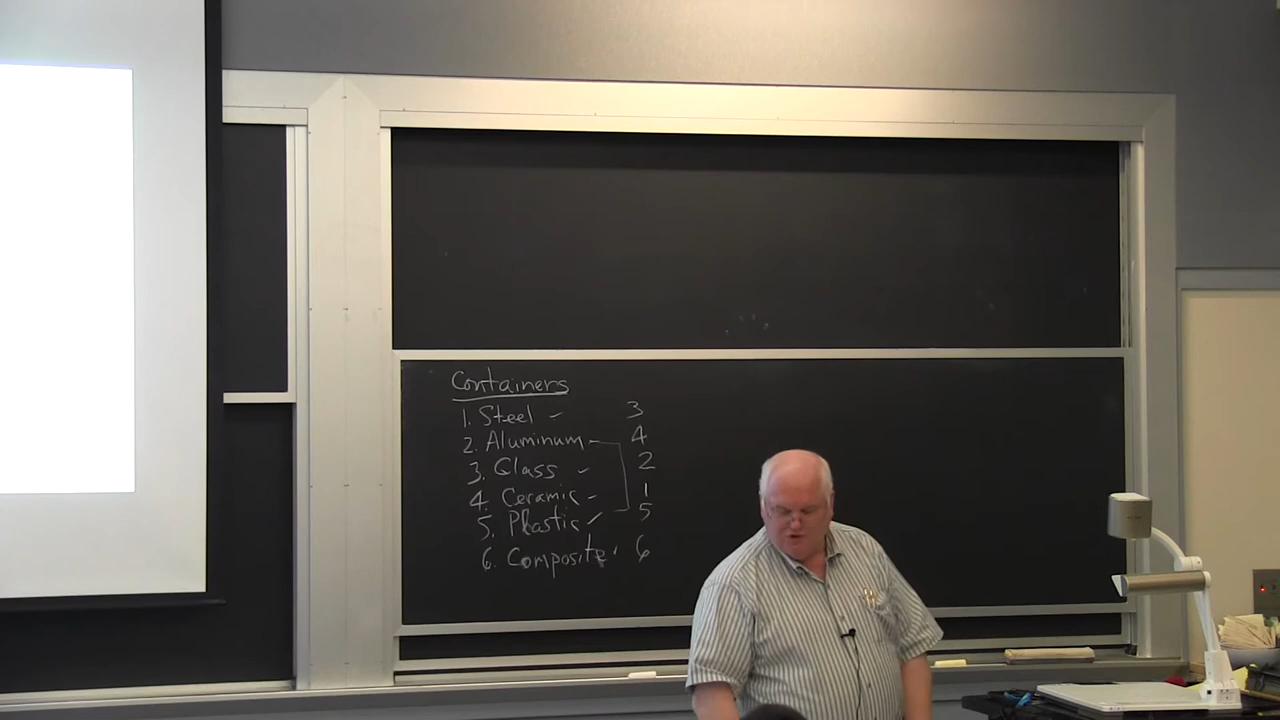 Containers
1. Steel - 3
2. Aluminum 4
3. Glass - 2
4. Ceramic - 1
5. Plastic - 5
6. Composite 6